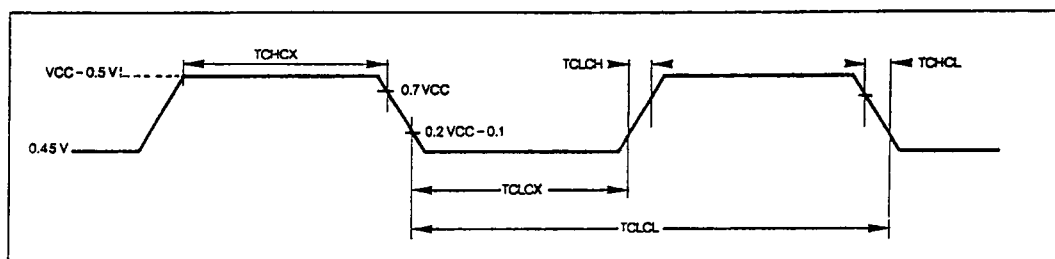 TCHCX
VCC-0.5 V
TCLCH
TCHCL
0.7 VCC
0.2 VCC-0.1
0.45 V
TCLCX
TCLCL